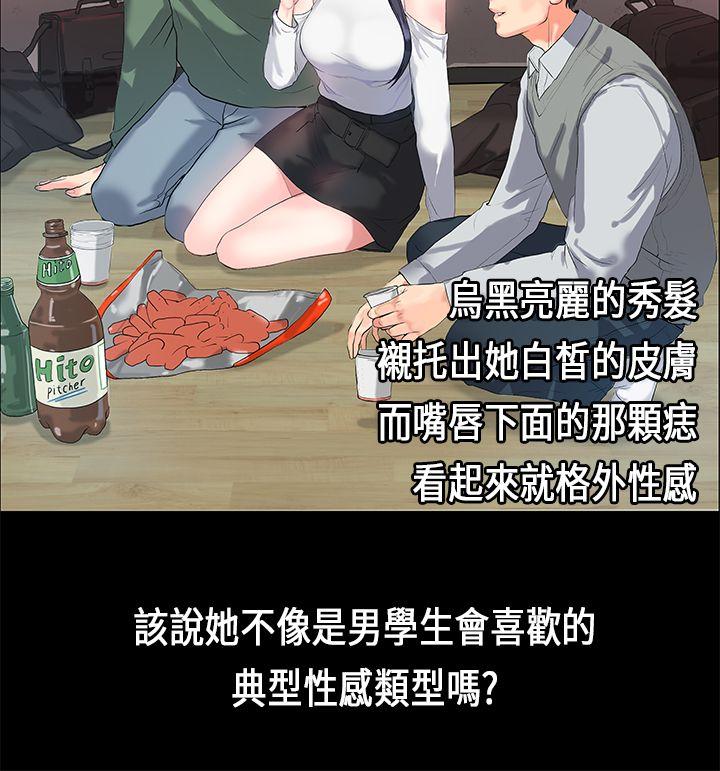 Hito
Hito
Pitcher
烏黑亮麗的秀髮
襯托出她白皙的皮膚
而嘴唇下面的那顆痣
看起來就格外性感
該說她不像是男學生會喜歡的
典型性感類型嗎?